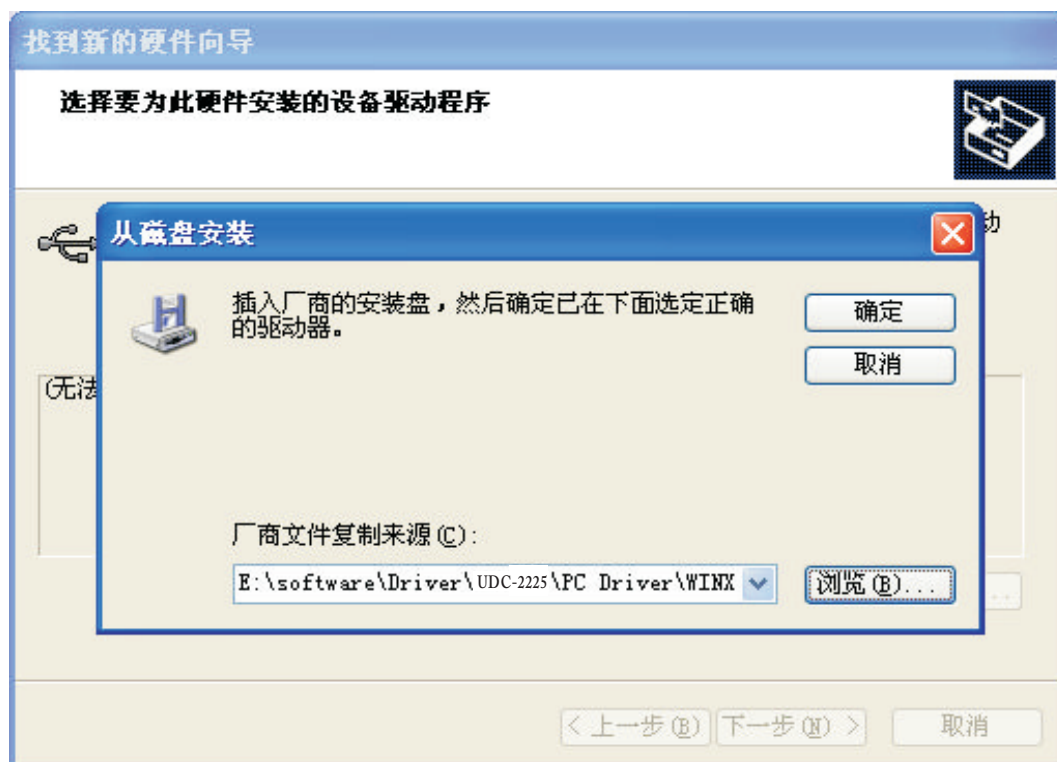 找到新的硬件向导
选择要为此硬件安装的设备驱动程序
动
从磁盘安装
插入厂商的安装盘，然后确定已在下面选定正确
的驱动器。
确定
取消
(无法
厂商文件复制来源(C):
E:\software\Driver\UDC-2225\PC Driver\WINX
浏览(B)...
< 上一步(B)
下一步(N) >
取消